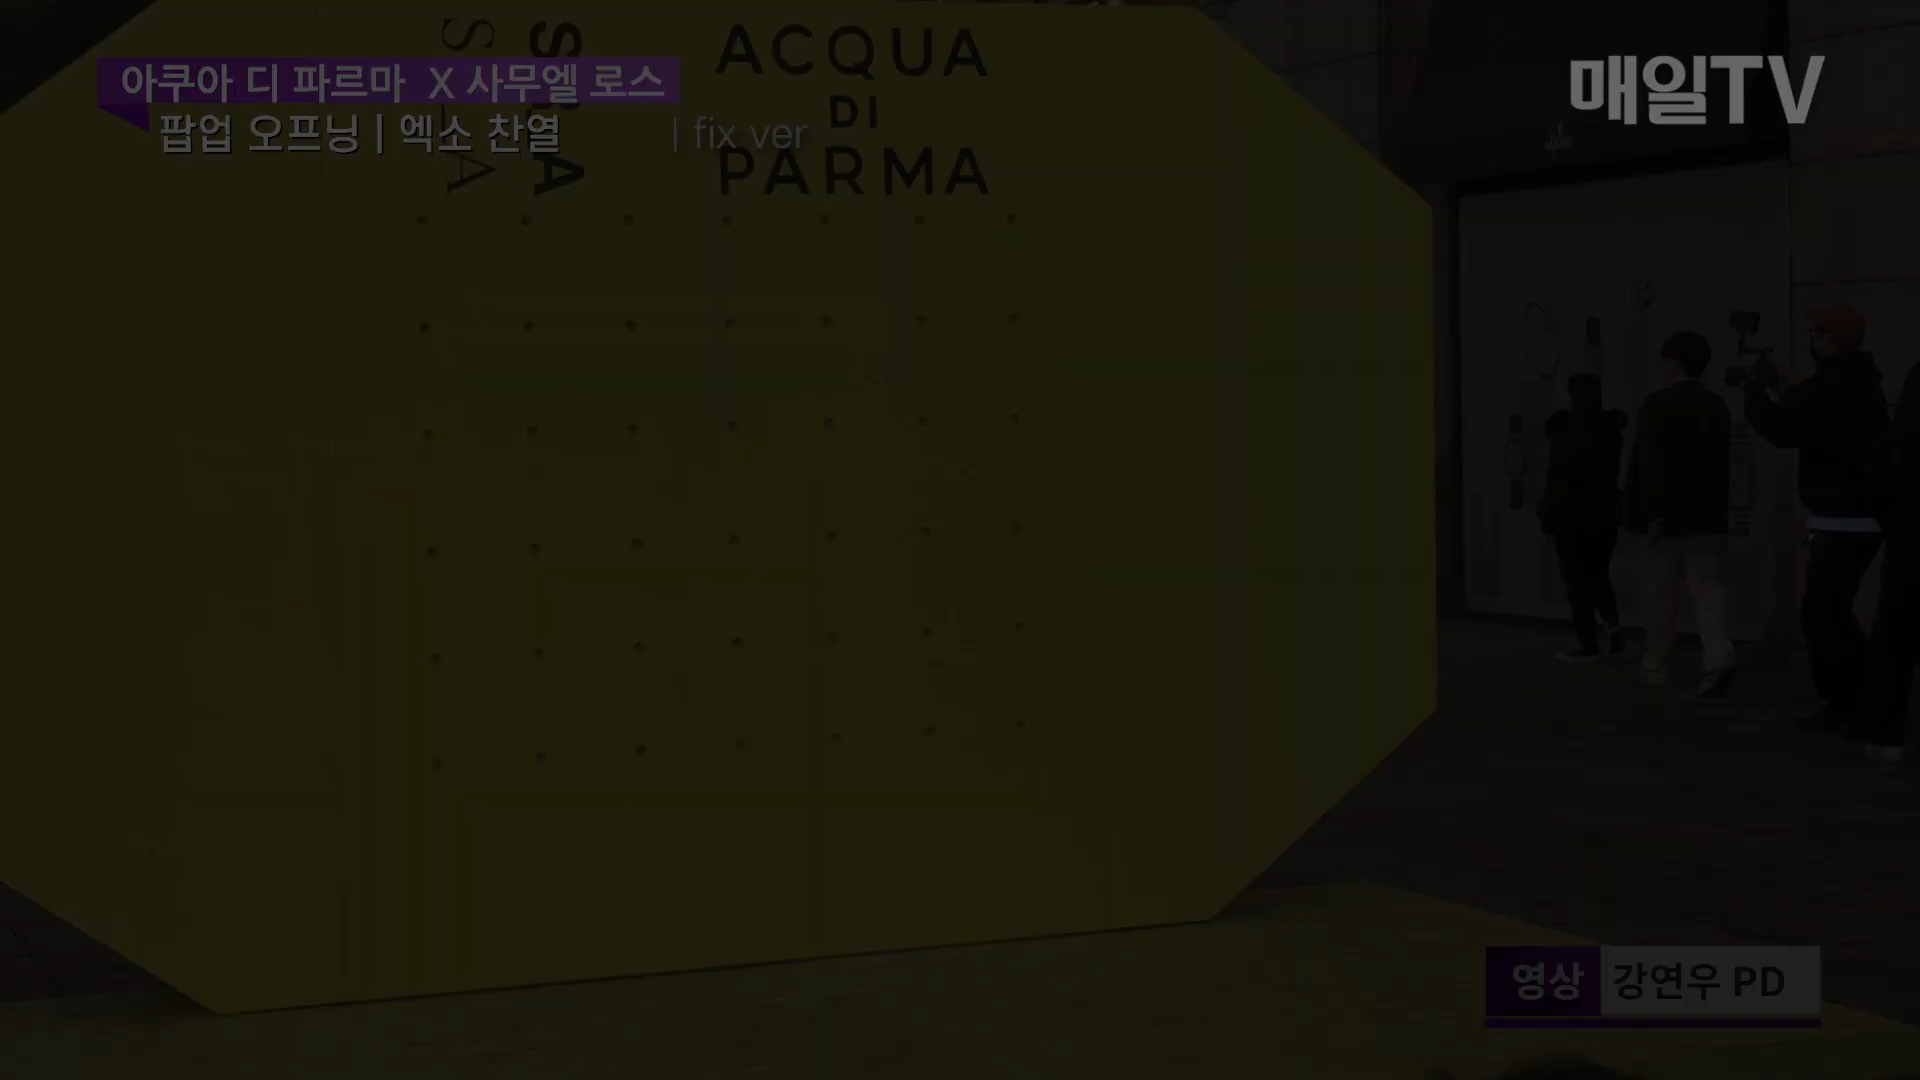 아쿠아 디 파르마 X 사무엘 로스
팝업 오프닝 | 엑소 찬열 | fix ver
매일TV
ACQUA
DI
PARMA
영상 강연우 PD